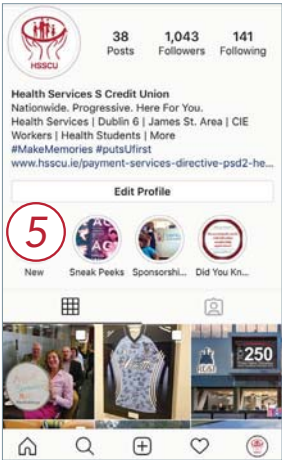 38 1,043 141
Posts Followers Following
HSSCU
Health Services S Credit Union
Nationwide. Progressive. Here For You.
Health Services | Dublin 6 | James St. Area | CIE
Workers | Health Students | More
#MakeMemories #putsUfirst
www.hsscu.ie/payment-services-directive-psd2-he...
Edit Profile
5
New Sneak Peeks Sponsorshi... Did You Kn...
250